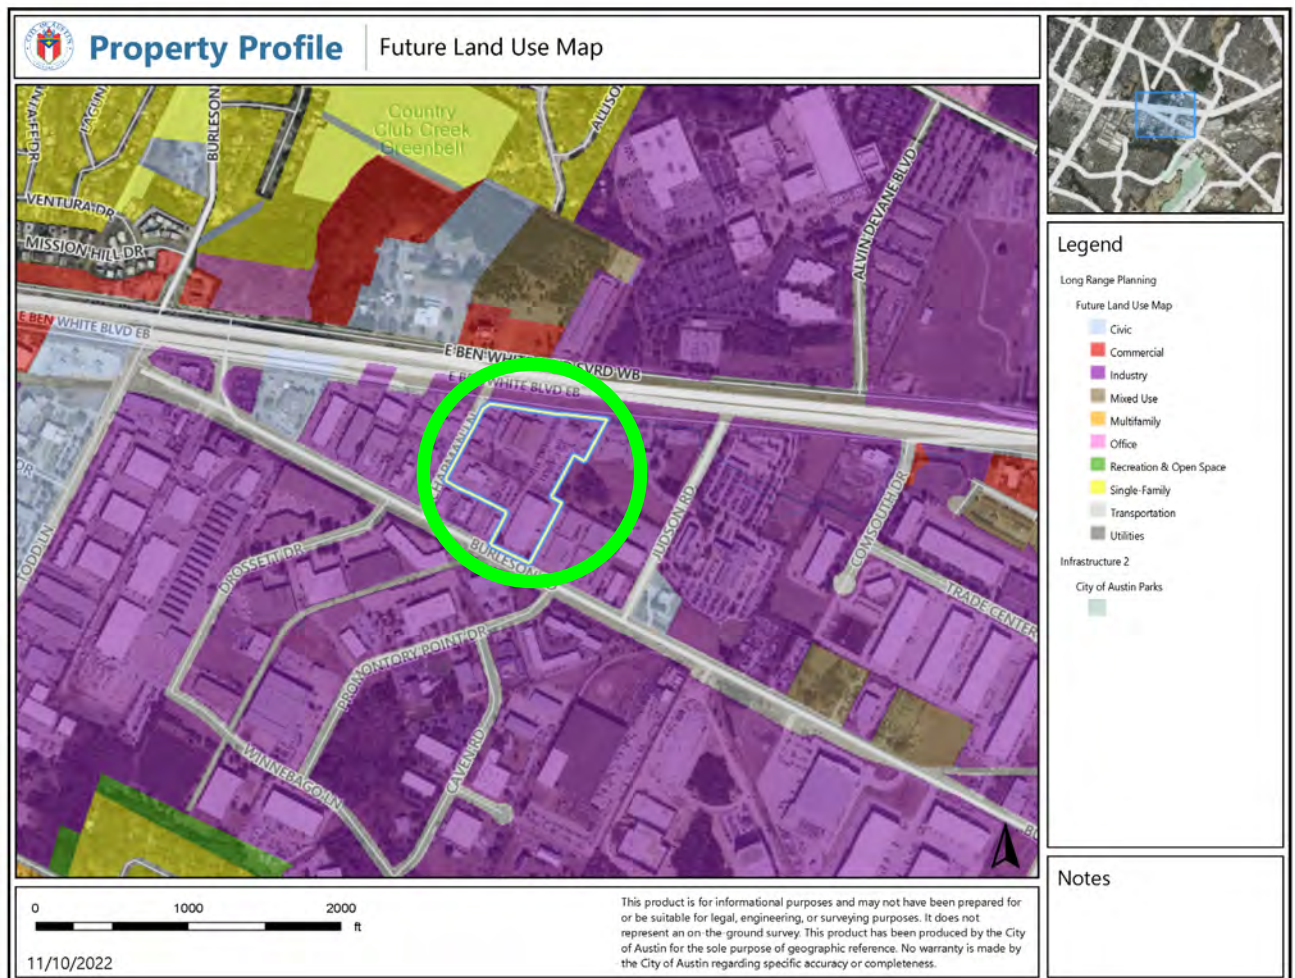 Property Profile
Future Land Use Map
Country
Club Creek
Greenbelt
BURLESON
VENTURA DR
MISSION HILL DR
ALVIN DEVANE BLVD
E BEN WHITE BLVD EB
E BEN WHITE BLVD EB
TODD LN
DROSSETT DR
BURLESON
JUDSON RD
COMSOUTH DR
TRADE CENTER
PROMONTORY POINT DR
WINNEBAGO LN
CAVEN RD
Legend
Long Range Planning
Future Land Use Map
Civic
Commercial
Industry
Mixed Use
Multifamily
Office
Recreation & Open Space
Single-Family
Transportation
Utilities
Infrastructure 2
City of Austin Parks
Notes
0 1000 2000
ft
11/10/2022
This product is for informational purposes and may not have been prepared for
or be suitable for legal, engineering, or surveying purposes. It does not
represent an on-the-ground survey. This product has been produced by the City
of Austin for the sole purpose of geographic reference. No warranty is made by
the City of Austin regarding specific accuracy or completeness.